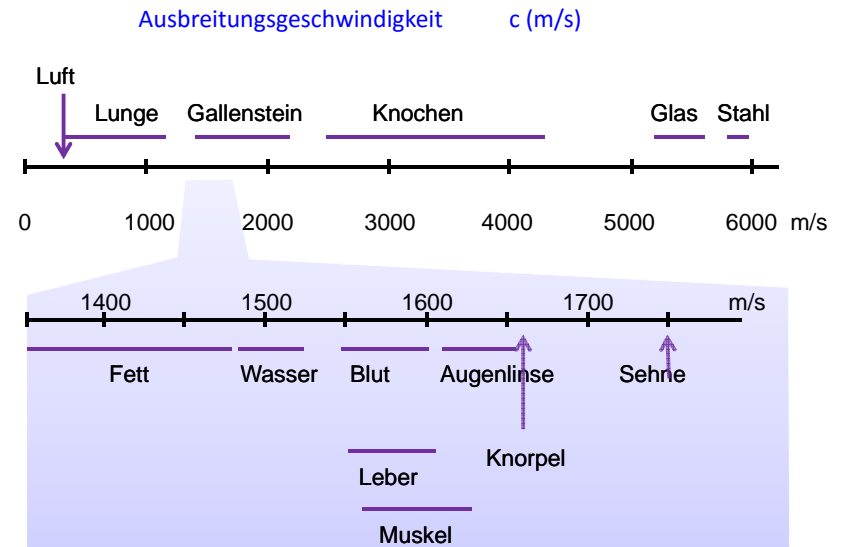 Ausbreitungsgeschwindigkeit c (m/s)
Luft
Lunge Gallenstein Knochen Glas Stahl
0 1000 2000 3000 4000 5000 6000 m/s
1400 1500 1600 1700 m/s
Fett Wasser Blut Augenlinse Sehne
Knorpel
Leber
Muskel